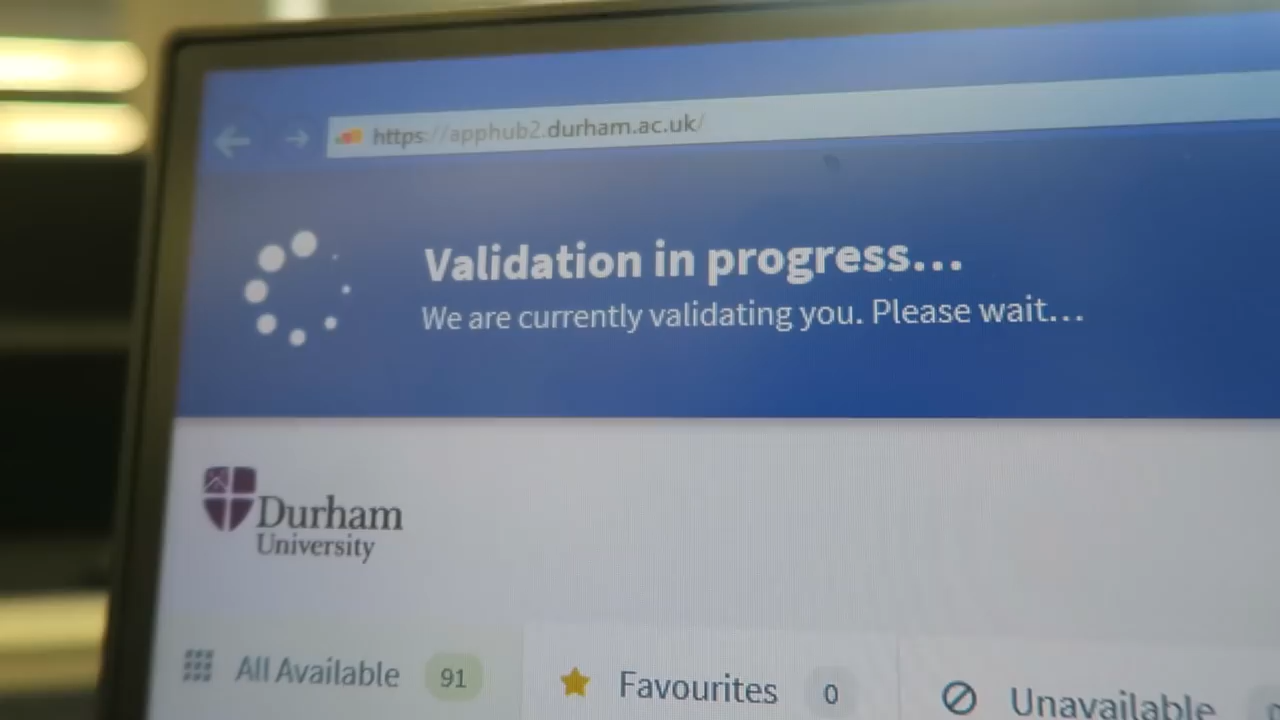 https://apphub2.durham.ac.uk/
Validation in progress...
We are currently validating you. Please wait...
Durham
University
All Available 91
Favourites 0
Unavailable